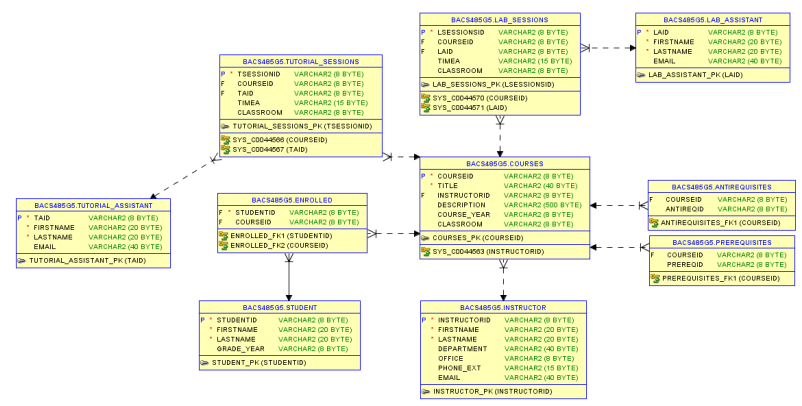 BACS485G5.LAB_SESSIONS
P * LSESSIONSID VARCHAR2 (8 BYTE)
F COURSEID VARCHAR2 (8 BYTE)
F LAID VARCHAR2 (8 BYTE)
TIMEA VARCHAR2 (15 BYTE)
CLASSROOM VARCHAR2 (8 BYTE)
LAB_SESSIONS_PK (LSESSIONSID)
SYS_C0044570 (COURSEID)
SYS_C0044571 (LAID)
BACS485G5.LAB_ASSISTANT
P * LAID VARCHAR2 (8 BYTE)
* FIRSTNAME VARCHAR2 (20 BYTE)
* LASTNAME VARCHAR2 (20 BYTE)
EMAIL VARCHAR2 (40 BYTE)
LAB_ASSISTANT_PK (LAID)
BACS485G5.TUTORIAL_SESSIONS
P * TSESSIONID VARCHAR2 (8 BYTE)
F COURSEID VARCHAR2 (8 BYTE)
F TAID VARCHAR2 (8 BYTE)
TIMEA VARCHAR2 (15 BYTE)
CLASSROOM VARCHAR2 (8 BYTE)
TUTORIAL_SESSIONS_PK (TSESSIONID)
SYS_C0044566 (COURSEID)
SYS_C0044567 (TAID)
BACS485G5.COURSES
P * COURSEID VARCHAR2 (8 BYTE)
* TITLE VARCHAR2 (40 BYTE)
F INSTRUCTORID VARCHAR2 (8 BYTE)
DESCRIPTION VARCHAR2 (500 BYTE)
COURSE_YEAR VARCHAR2 (8 BYTE)
CLASSROOM VARCHAR2 (8 BYTE)
COURSES_PK (COURSEID)
SYS_C0044563 (INSTRUCTORID)
BACS485G5.TUTORIAL_ASSISTANT
P * TAID VARCHAR2 (8 BYTE)
* FIRSTNAME VARCHAR2 (20 BYTE)
* LASTNAME VARCHAR2 (20 BYTE)
EMAIL VARCHAR2 (40 BYTE)
TUTORIAL_ASSISTANT_PK (TAID)
BACS485G5.ENROLLED
F * STUDENTID VARCHAR2 (8 BYTE)
F COURSEID VARCHAR2 (8 BYTE)
ENROLLED_FK1 (STUDENTID)
ENROLLED_FK2 (COURSEID)
BACS485G5.ANTIREQUISITES
F COURSEID VARCHAR2 (8 BYTE)
ANTIREQID VARCHAR2 (8 BYTE)
ANTIREQUISITES_FK1 (COURSEID)
BACS485G5.PREREQUISITES
F COURSEID VARCHAR2 (8 BYTE)
PREREQID VARCHAR2 (8 BYTE)
PREREQUISITES_FK1 (COURSEID)
BACS485G5.STUDENT
P * STUDENTID VARCHAR2 (8 BYTE)
* FIRSTNAME VARCHAR2 (20 BYTE)
* LASTNAME VARCHAR2 (20 BYTE)
GRADE_YEAR VARCHAR2 (8 BYTE)
STUDENT_PK (STUDENTID)
BACS485G5.INSTRUCTOR
P * INSTRUCTORID VARCHAR2 (8 BYTE)
* FIRSTNAME VARCHAR2 (20 BYTE)
* LASTNAME VARCHAR2 (20 BYTE)
DEPARTMENT VARCHAR2 (40 BYTE)
OFFICE VARCHAR2 (8 BYTE)
PHONE_EXT VARCHAR2 (15 BYTE)
EMAIL VARCHAR2 (40 BYTE)
INSTRUCTOR_PK (INSTRUCTORID)